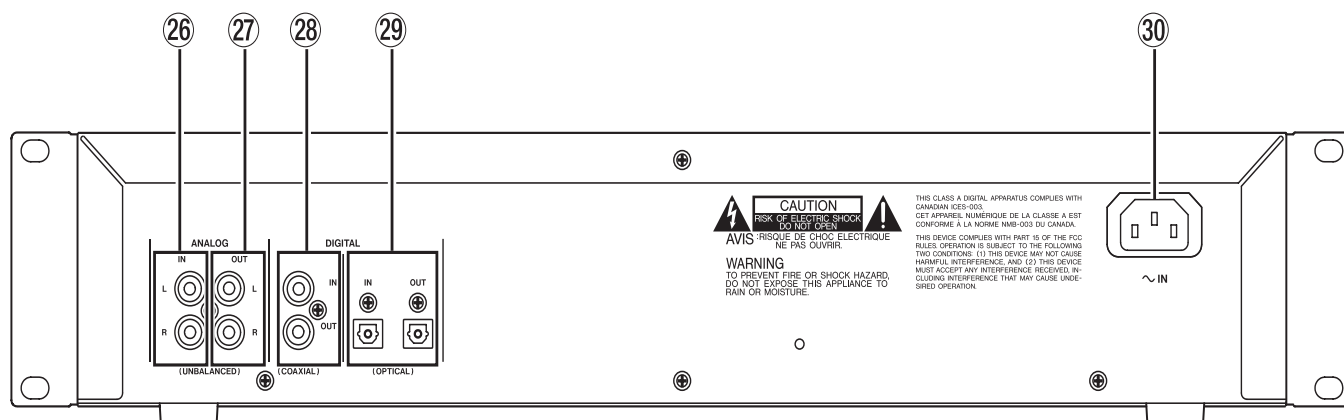 26 27 28 29 30
ANALOG DIGITAL
IN OUT
L L
R R
IN
OUT
IN OUT
(UNBALANCED) (COAXIAL) (OPTICAL)
CAUTION
RISK OF ELECTRIC SHOCK
DO NOT OPEN
AVIS :RISQUE DE CHOC ELECTRIQUE
NE PAS OUVRIR.
WARNING
TO PREVENT FIRE OR SHOCK HAZARD,
DO NOT EXPOSE THIS APPLIANCE TO
RAIN OR MOISTURE.
THIS CLASS A DIGITAL APPARATUS COMPLIES WITH
CANADIAN ICES-003.
CET APPAREIL NUMÉRIQUE DE LA CLASSE A EST
CONFORME À LA NORME NMB-003 DU CANADA.
THIS DEVICE COMPLIES WITH PART 15 OF THE FCC
RULES. OPERATION IS SUBJECT TO THE FOLLOWING
TWO CONDITIONS: (1) THIS DEVICE MAY NOT CAUSE
HARMFUL INTERFERENCE, AND (2) THIS DEVICE
MUST ACCEPT ANY INTERFERENCE RECEIVED, IN-
CLUDING INTERFERENCE THAT MAY CAUSE UNDE-
SIRED OPERATION.
∼ IN